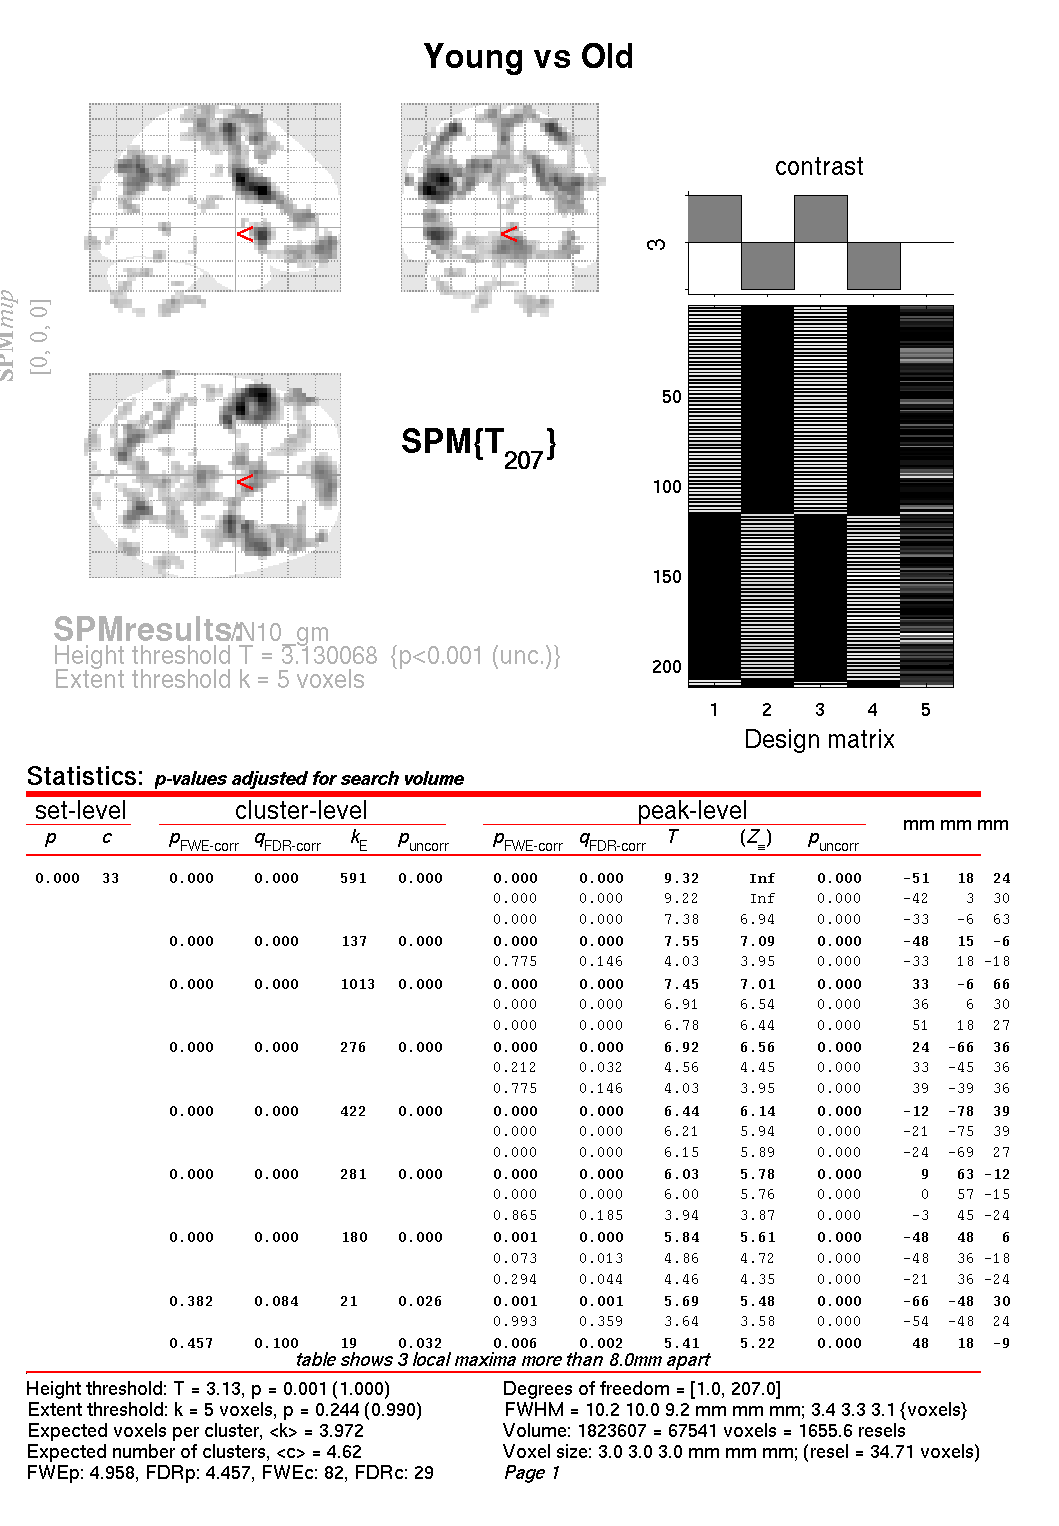 Young vs Old
SPMmip
[0, 0, 0]
<
<
<
SPM{T207}
contrast
3
50
100
150
200
1 2 3 4 5
Design matrix
SPMresults: ./N10_gm
Height threshold T = 3.130068 {p<0.001 (unc.)}
Extent threshold k = 5 voxels
Statistics: p-values adjusted for search volume
set-level cluster-level peak-level
p c pFWE-corr qFDR-corr kE puncorr pFWE-corr qFDR-corr T (Z≡) puncorr mm mm mm
0.000 33 0.000 0.000 591 0.000 0.000 0.000 9.32 Inf 0.000 -51 18 24
0.000 0.000 9.22 Inf 0.000 -42 3 30
0.000 0.000 7.38 6.94 0.000 -33 -6 63
0.000 0.000 137 0.000 0.000 0.000 7.55 7.09 0.000 -48 15 -6
0.775 0.146 4.03 3.95 0.000 -33 18 -18
0.000 0.000 1013 0.000 0.000 0.000 7.45 7.01 0.000 33 -6 66
0.000 0.000 6.91 6.54 0.000 36 6 30
0.000 0.000 6.78 6.44 0.000 51 18 27
0.000 0.000 276 0.000 0.000 0.000 6.92 6.56 0.000 24 -66 36
0.212 0.032 4.56 4.45 0.000 33 -45 36
0.775 0.146 4.03 3.95 0.000 39 -39 36
0.000 0.000 422 0.000 0.000 0.000 6.44 6.14 0.000 -12 -78 39
0.000 0.000 6.21 5.94 0.000 -21 -75 39
0.000 0.000 6.15 5.89 0.000 -24 -69 27
0.000 0.000 281 0.000 0.000 0.000 6.03 5.78 0.000 9 63 -12
0.000 0.000 6.00 5.76 0.000 0 57 -15
0.865 0.185 3.94 3.87 0.000 -3 45 -24
0.000 0.000 180 0.000 0.001 0.000 5.84 5.61 0.000 -48 48 6
0.073 0.013 4.86 4.72 0.000 -48 36 -18
0.294 0.044 4.46 4.35 0.000 -21 36 -24
0.382 0.084 21 0.026 0.001 0.001 5.69 5.48 0.000 -66 -48 30
0.993 0.359 3.64 3.58 0.000 -54 -48 24
0.457 0.100 19 0.032 0.006 0.002 5.41 5.22 0.000 48 18 -9
table shows 3 local maxima more than 8.0mm apart
Height threshold: T = 3.13, p = 0.001 (1.000)
Extent threshold: k = 5 voxels, p = 0.244 (0.990)
Expected voxels per cluster, <k> = 3.972
Expected number of clusters, <c> = 4.62
FWEp: 4.958, FDRp: 4.457, FWEc: 82, FDRc: 29
Degrees of freedom = [1.0, 207.0]
FWHM = 10.2 10.0 9.2 mm mm mm; 3.4 3.3 3.1 {voxels}
Volume: 1823607 = 67541 voxels = 1655.6 resels
Voxel size: 3.0 3.0 3.0 mm mm mm; (resel = 34.71 voxels)
Page 1